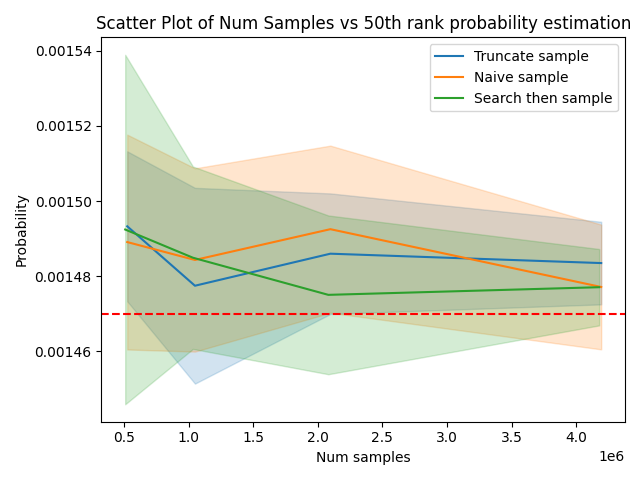 Scatter Plot of Num Samples vs 50th rank probability estimation
Truncate sample
Naive sample
Search then sample
Probability
0.00154
0.00152
0.00150
0.00148
0.00146
0.5 1.0 1.5 2.0 2.5 3.0 3.5 4.0
1e6
Num samples